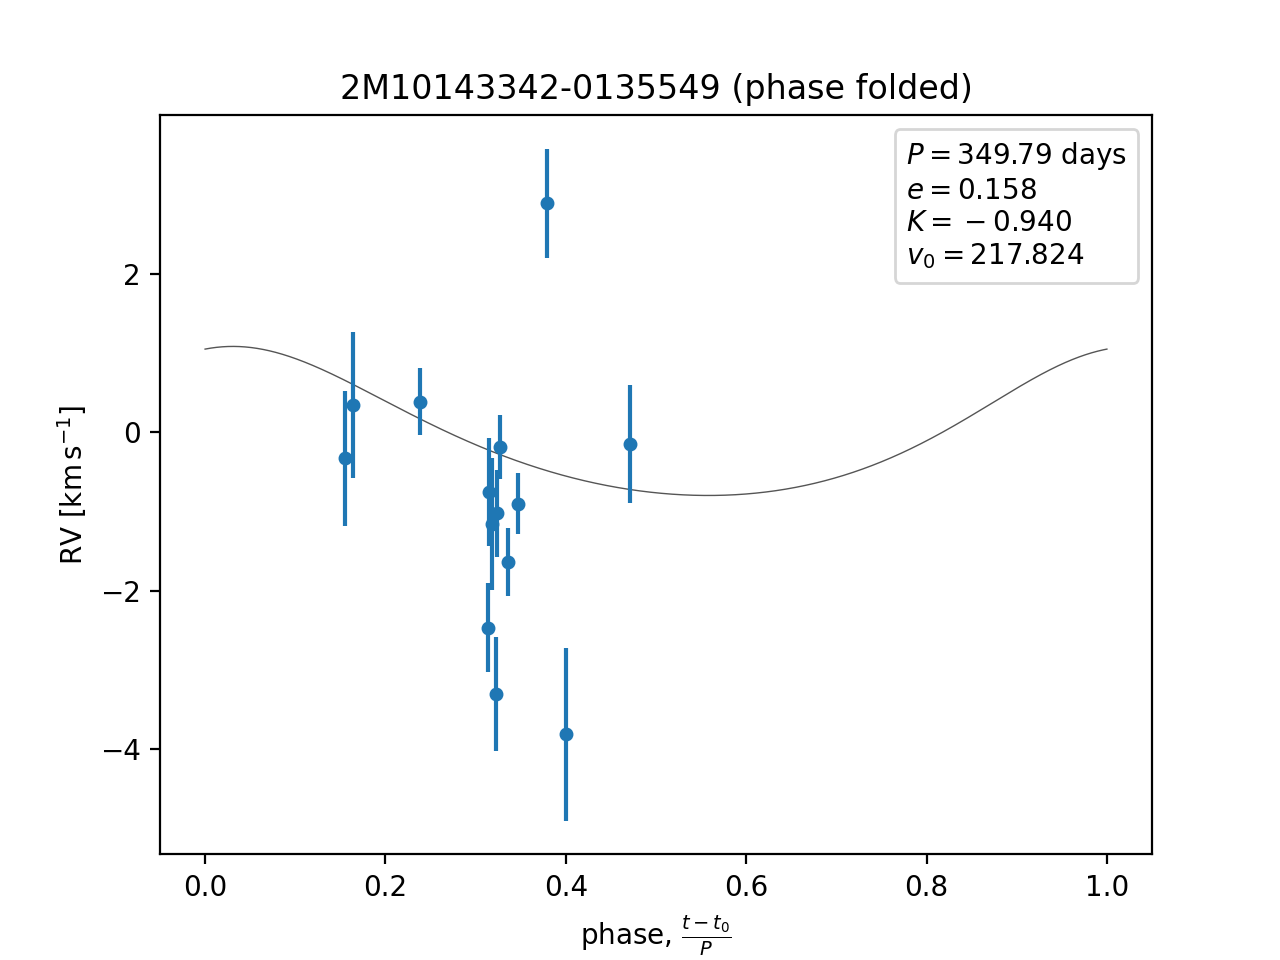 2M10143342-0135549 (phase folded)
P = 349.79 days
e = 0.158
K = −0.940
v₀ = 217.824
RV [km s⁻¹]
2
0
−2
−4
0.0 0.2 0.4 0.6 0.8 1.0
phase, (t − t₀)/P